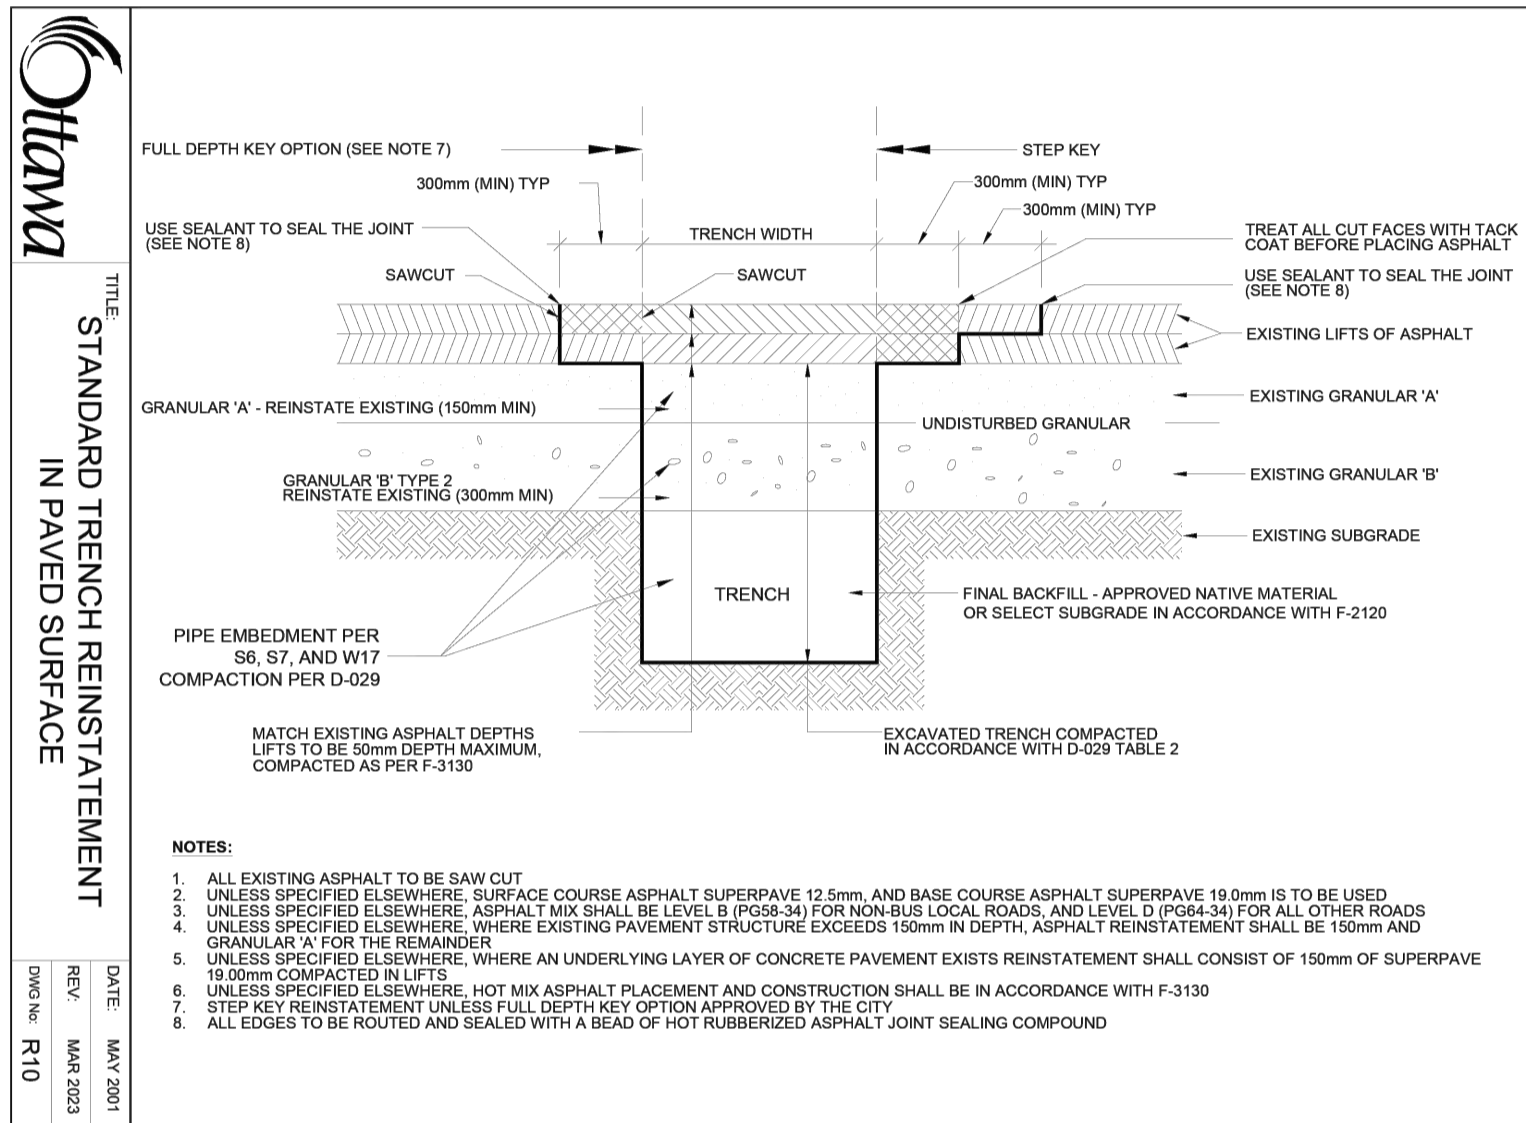 Ottawa
TITLE:
STANDARD TRENCH REINSTATEMENT
IN PAVED SURFACE
DATE: MAY 2001
REV: MAR 2023
DWG No: R10
FULL DEPTH KEY OPTION (SEE NOTE 7)
STEP KEY
300mm (MIN) TYP
300mm (MIN) TYP
300mm (MIN) TYP
USE SEALANT TO SEAL THE JOINT
(SEE NOTE 8)
TRENCH WIDTH
TREAT ALL CUT FACES WITH TACK
COAT BEFORE PLACING ASPHALT
SAWCUT
SAWCUT
USE SEALANT TO SEAL THE JOINT
(SEE NOTE 8)
EXISTING LIFTS OF ASPHALT
GRANULAR 'A' - REINSTATE EXISTING (150mm MIN)
EXISTING GRANULAR 'A'
UNDISTURBED GRANULAR
GRANULAR 'B' TYPE 2
REINSTATE EXISTING (300mm MIN)
EXISTING GRANULAR 'B'
EXISTING SUBGRADE
TRENCH
FINAL BACKFILL - APPROVED NATIVE MATERIAL
OR SELECT SUBGRADE IN ACCORDANCE WITH F-2120
PIPE EMBEDMENT PER
S6, S7, AND W17
COMPACTION PER D-029
MATCH EXISTING ASPHALT DEPTHS
LIFTS TO BE 50mm DEPTH MAXIMUM,
COMPACTED AS PER F-3130
EXCAVATED TRENCH COMPACTED
IN ACCORDANCE WITH D-029 TABLE 2
NOTES:
1. ALL EXISTING ASPHALT TO BE SAW CUT
2. UNLESS SPECIFIED ELSEWHERE, SURFACE COURSE ASPHALT SUPERPAVE 12.5mm, AND BASE COURSE ASPHALT SUPERPAVE 19.0mm IS TO BE USED
3. UNLESS SPECIFIED ELSEWHERE, ASPHALT MIX SHALL BE LEVEL B (PG58-34) FOR NON-BUS LOCAL ROADS, AND LEVEL D (PG64-34) FOR ALL OTHER ROADS
4. UNLESS SPECIFIED ELSEWHERE, WHERE EXISTING PAVEMENT STRUCTURE EXCEEDS 150mm IN DEPTH, ASPHALT REINSTATEMENT SHALL BE 150mm AND
GRANULAR 'A' FOR THE REMAINDER
5. UNLESS SPECIFIED ELSEWHERE, WHERE AN UNDERLYING LAYER OF CONCRETE PAVEMENT EXISTS REINSTATEMENT SHALL CONSIST OF 150mm OF SUPERPAVE
19.00mm COMPACTED IN LIFTS
6. UNLESS SPECIFIED ELSEWHERE, HOT MIX ASPHALT PLACEMENT AND CONSTRUCTION SHALL BE IN ACCORDANCE WITH F-3130
7. STEP KEY REINSTATEMENT UNLESS FULL DEPTH KEY OPTION APPROVED BY THE CITY
8. ALL EDGES TO BE ROUTED AND SEALED WITH A BEAD OF HOT RUBBERIZED ASPHALT JOINT SEALING COMPOUND